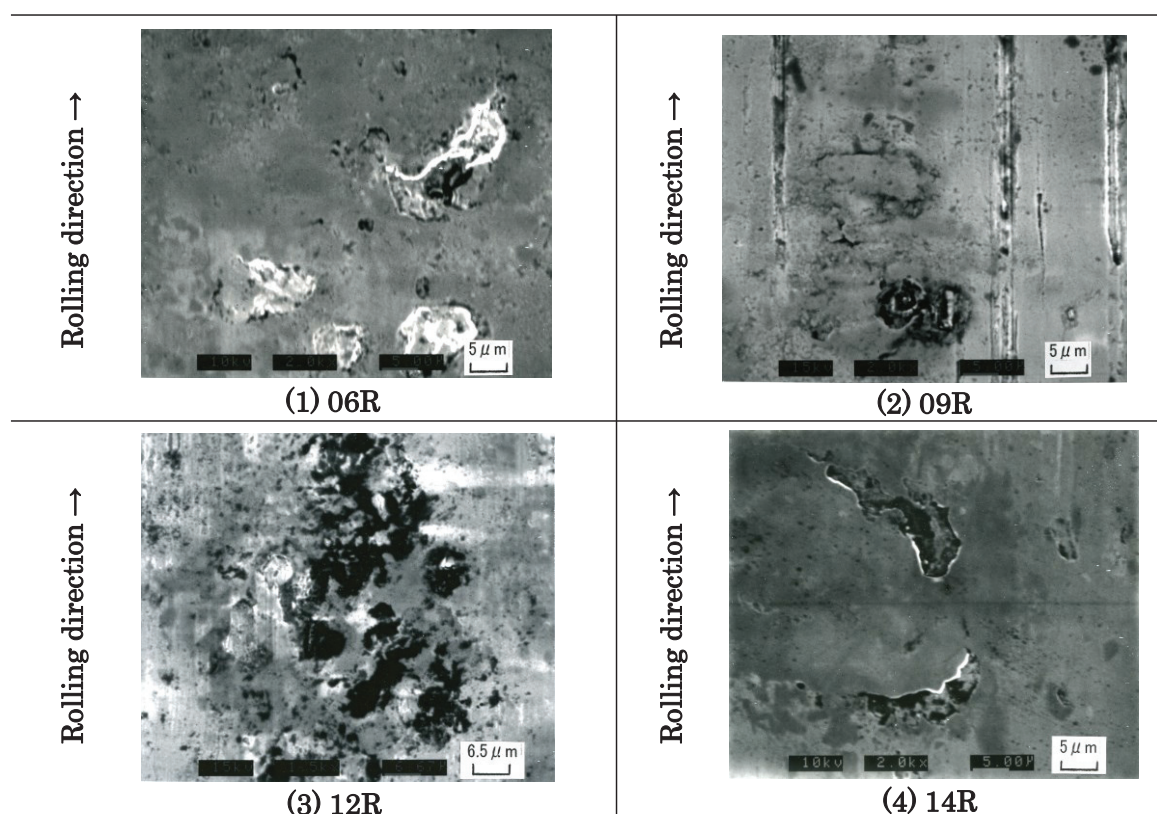 Rolling direction →
5 μm
(1) 06R
Rolling direction →
5 μm
(2) 09R
Rolling direction →
6.5 μm
(3) 12R
Rolling direction →
10kv 2.0kx 5.00μ
5 μm
(4) 14R